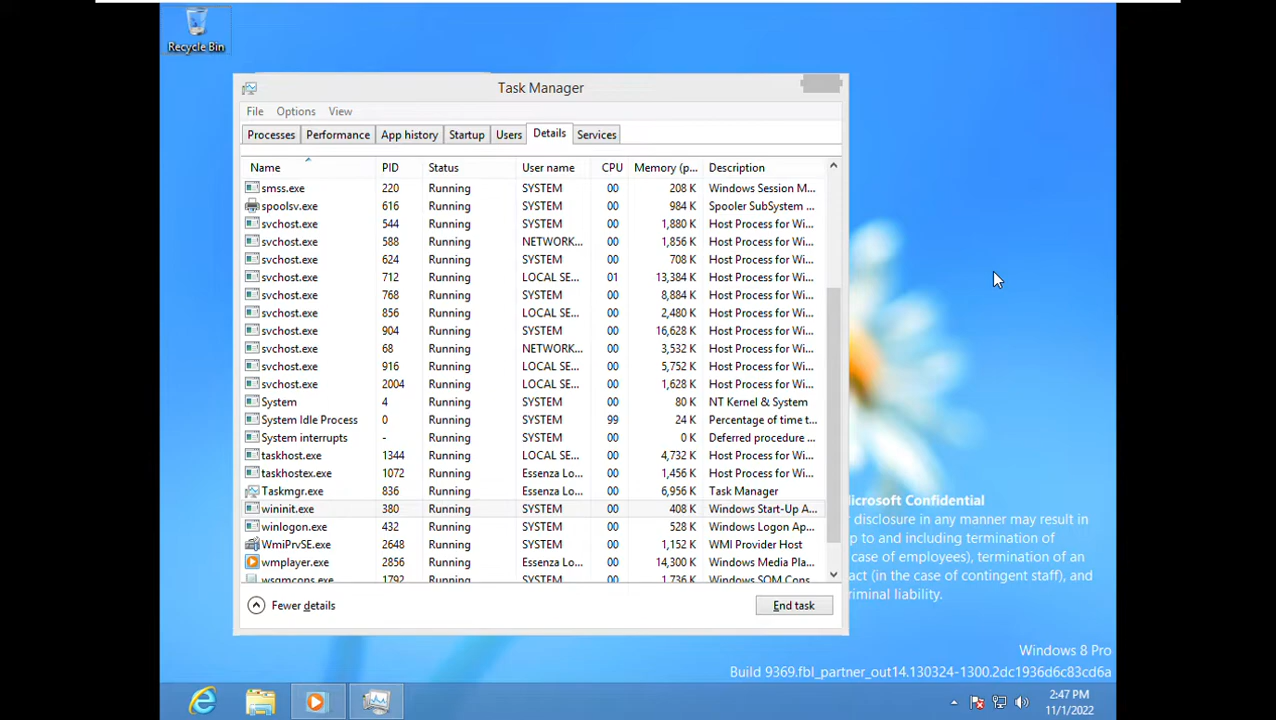 Recycle Bin
Task Manager
File Options View
Processes Performance App history Startup Users Details Services
Name PID Status User name CPU Memory (p... Description
smss.exe 220 Running SYSTEM 00 208 K Windows Session M...
spoolsv.exe 616 Running SYSTEM 00 984 K Spooler SubSystem ...
svchost.exe 544 Running SYSTEM 00 1,880 K Host Process for Wi...
svchost.exe 588 Running NETWORK... 00 1,856 K Host Process for Wi...
svchost.exe 624 Running SYSTEM 00 708 K Host Process for Wi...
svchost.exe 712 Running LOCAL SE... 01 13,384 K Host Process for Wi...
svchost.exe 768 Running SYSTEM 00 8,884 K Host Process for Wi...
svchost.exe 856 Running LOCAL SE... 00 2,480 K Host Process for Wi...
svchost.exe 904 Running SYSTEM 00 16,628 K Host Process for Wi...
svchost.exe 68 Running NETWORK... 00 3,532 K Host Process for Wi...
svchost.exe 916 Running LOCAL SE... 00 5,752 K Host Process for Wi...
svchost.exe 2004 Running LOCAL SE... 00 1,628 K Host Process for Wi...
System 4 Running SYSTEM 00 80 K NT Kernel & System
System Idle Process 0 Running SYSTEM 99 24 K Percentage of time t...
System interrupts - Running SYSTEM 00 0 K Deferred procedure ...
taskhost.exe 1344 Running LOCAL SE... 00 4,732 K Host Process for Wi...
taskhostex.exe 1072 Running Essenza Lo... 00 1,456 K Host Process for Wi...
Taskmgr.exe 836 Running Essenza Lo... 00 6,956 K Task Manager
wininit.exe 380 Running SYSTEM 00 408 K Windows Start-Up A...
winlogon.exe 432 Running SYSTEM 00 528 K Windows Logon Ap...
WmiPrvSE.exe 2648 Running SYSTEM 00 1,152 K WMI Provider Host
wmplayer.exe 2856 Running Essenza Lo... 00 14,300 K Windows Media Pla...
wsqmcons.exe 1792 Running SYSTEM 00 1,736 K Windows SQM Cons...
Fewer details End task
icrosoft Confidential
r disclosure in any manner may result in
p to and including termination of
case of employees), termination of an
act (in the case of contingent staff), and
riminal liability.
Windows 8 Pro
Build 9369.fbl_partner_out14.130324-1300.2dc1936d6c83cd6a
2:47 PM
11/1/2022